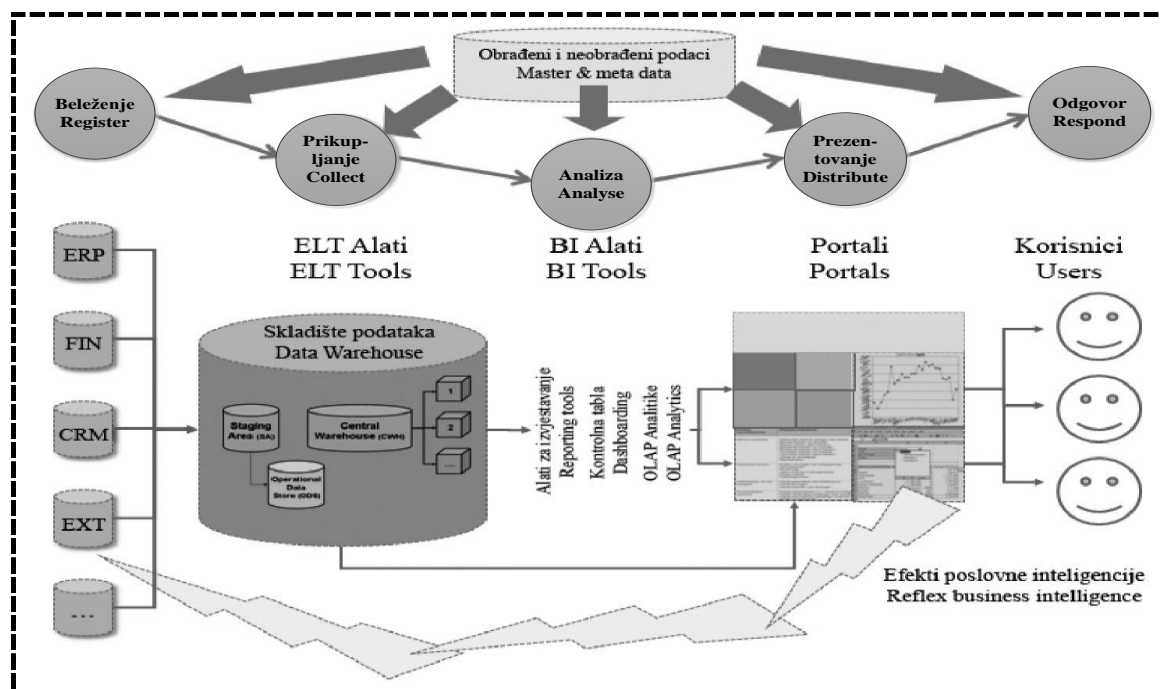 Obrađeni i neobrađeni podaci
Master & meta data
Beleženje
Register
Prikup-
ljanje
Collect
Analiza
Analyse
Prezen-
tovanje
Distribute
Odgovor
Respond
ELT Alati
ELT Tools
BI Alati
BI Tools
Portali
Portals
Korisnici
Users
ERP
FIN
CRM
EXT
...
Skladište podataka
Data Warehouse
Staging
Area (SA)
Central
Warehouse (CWH)
1
2
...
Operational
Data
Store (ODS)
Alati za izvjestavanje
Reporting tools
Kontrolna tabla
Dashboarding
OLAP Analitike
OLAP Analytics
Efekti poslovne inteligencije
Reflex business intelligence